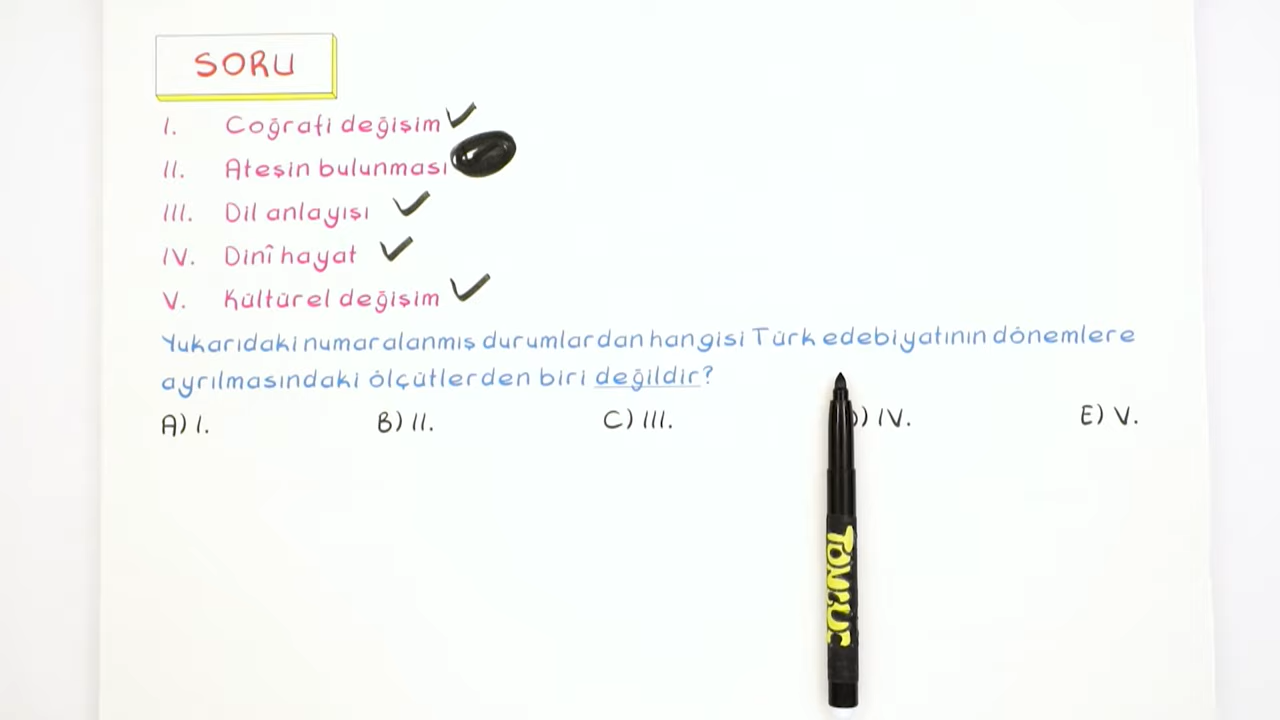 SORU
I. Coğrafi değişim
II. Ateşin bulunması
III. Dil anlayışı
IV. Dinî hayat
V. Kültürel değişim
Yukarıdaki numaralanmış durumlardan hangisi Türk edebiyatının dönemlere
ayrılmasındaki ölçütlerden biri değildir?
A) I. B) II. C) III. D) IV. E) V.
TONGUÇ